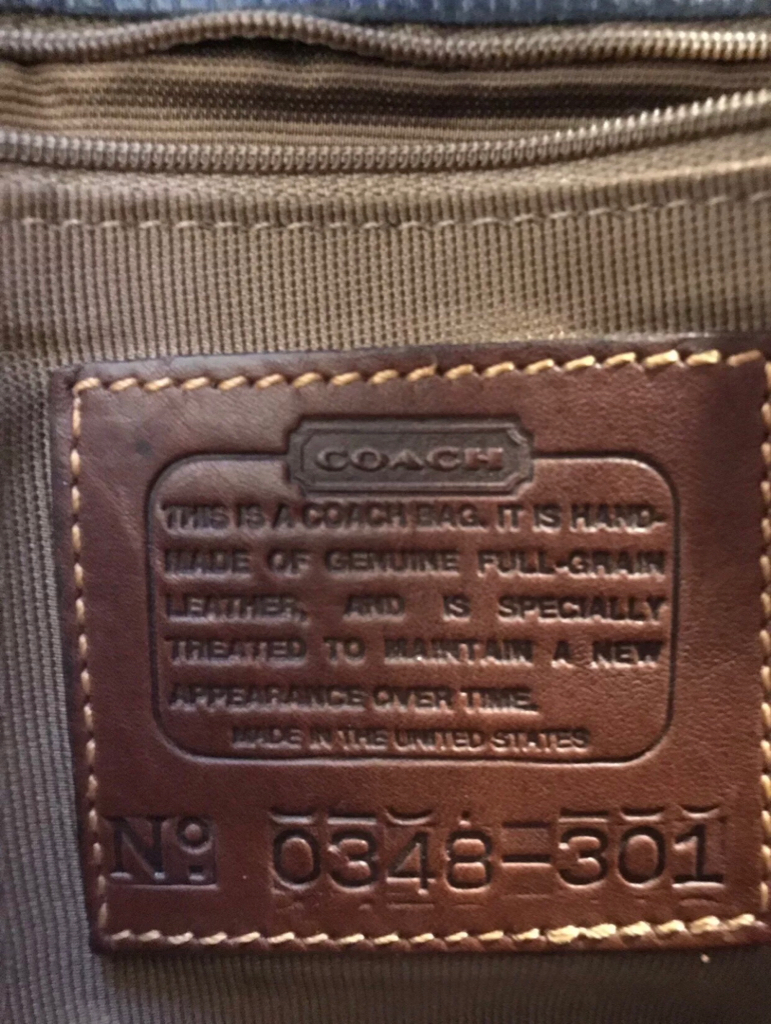 COACH
THIS IS A COACH BAG. IT IS HAND-
MADE OF GENUINE FULL-GRAIN
LEATHER, AND IS SPECIALLY
TREATED TO MAINTAIN A NEW
APPEARANCE OVER TIME.
MADE IN THE UNITED STATES
Nº: 0348-301